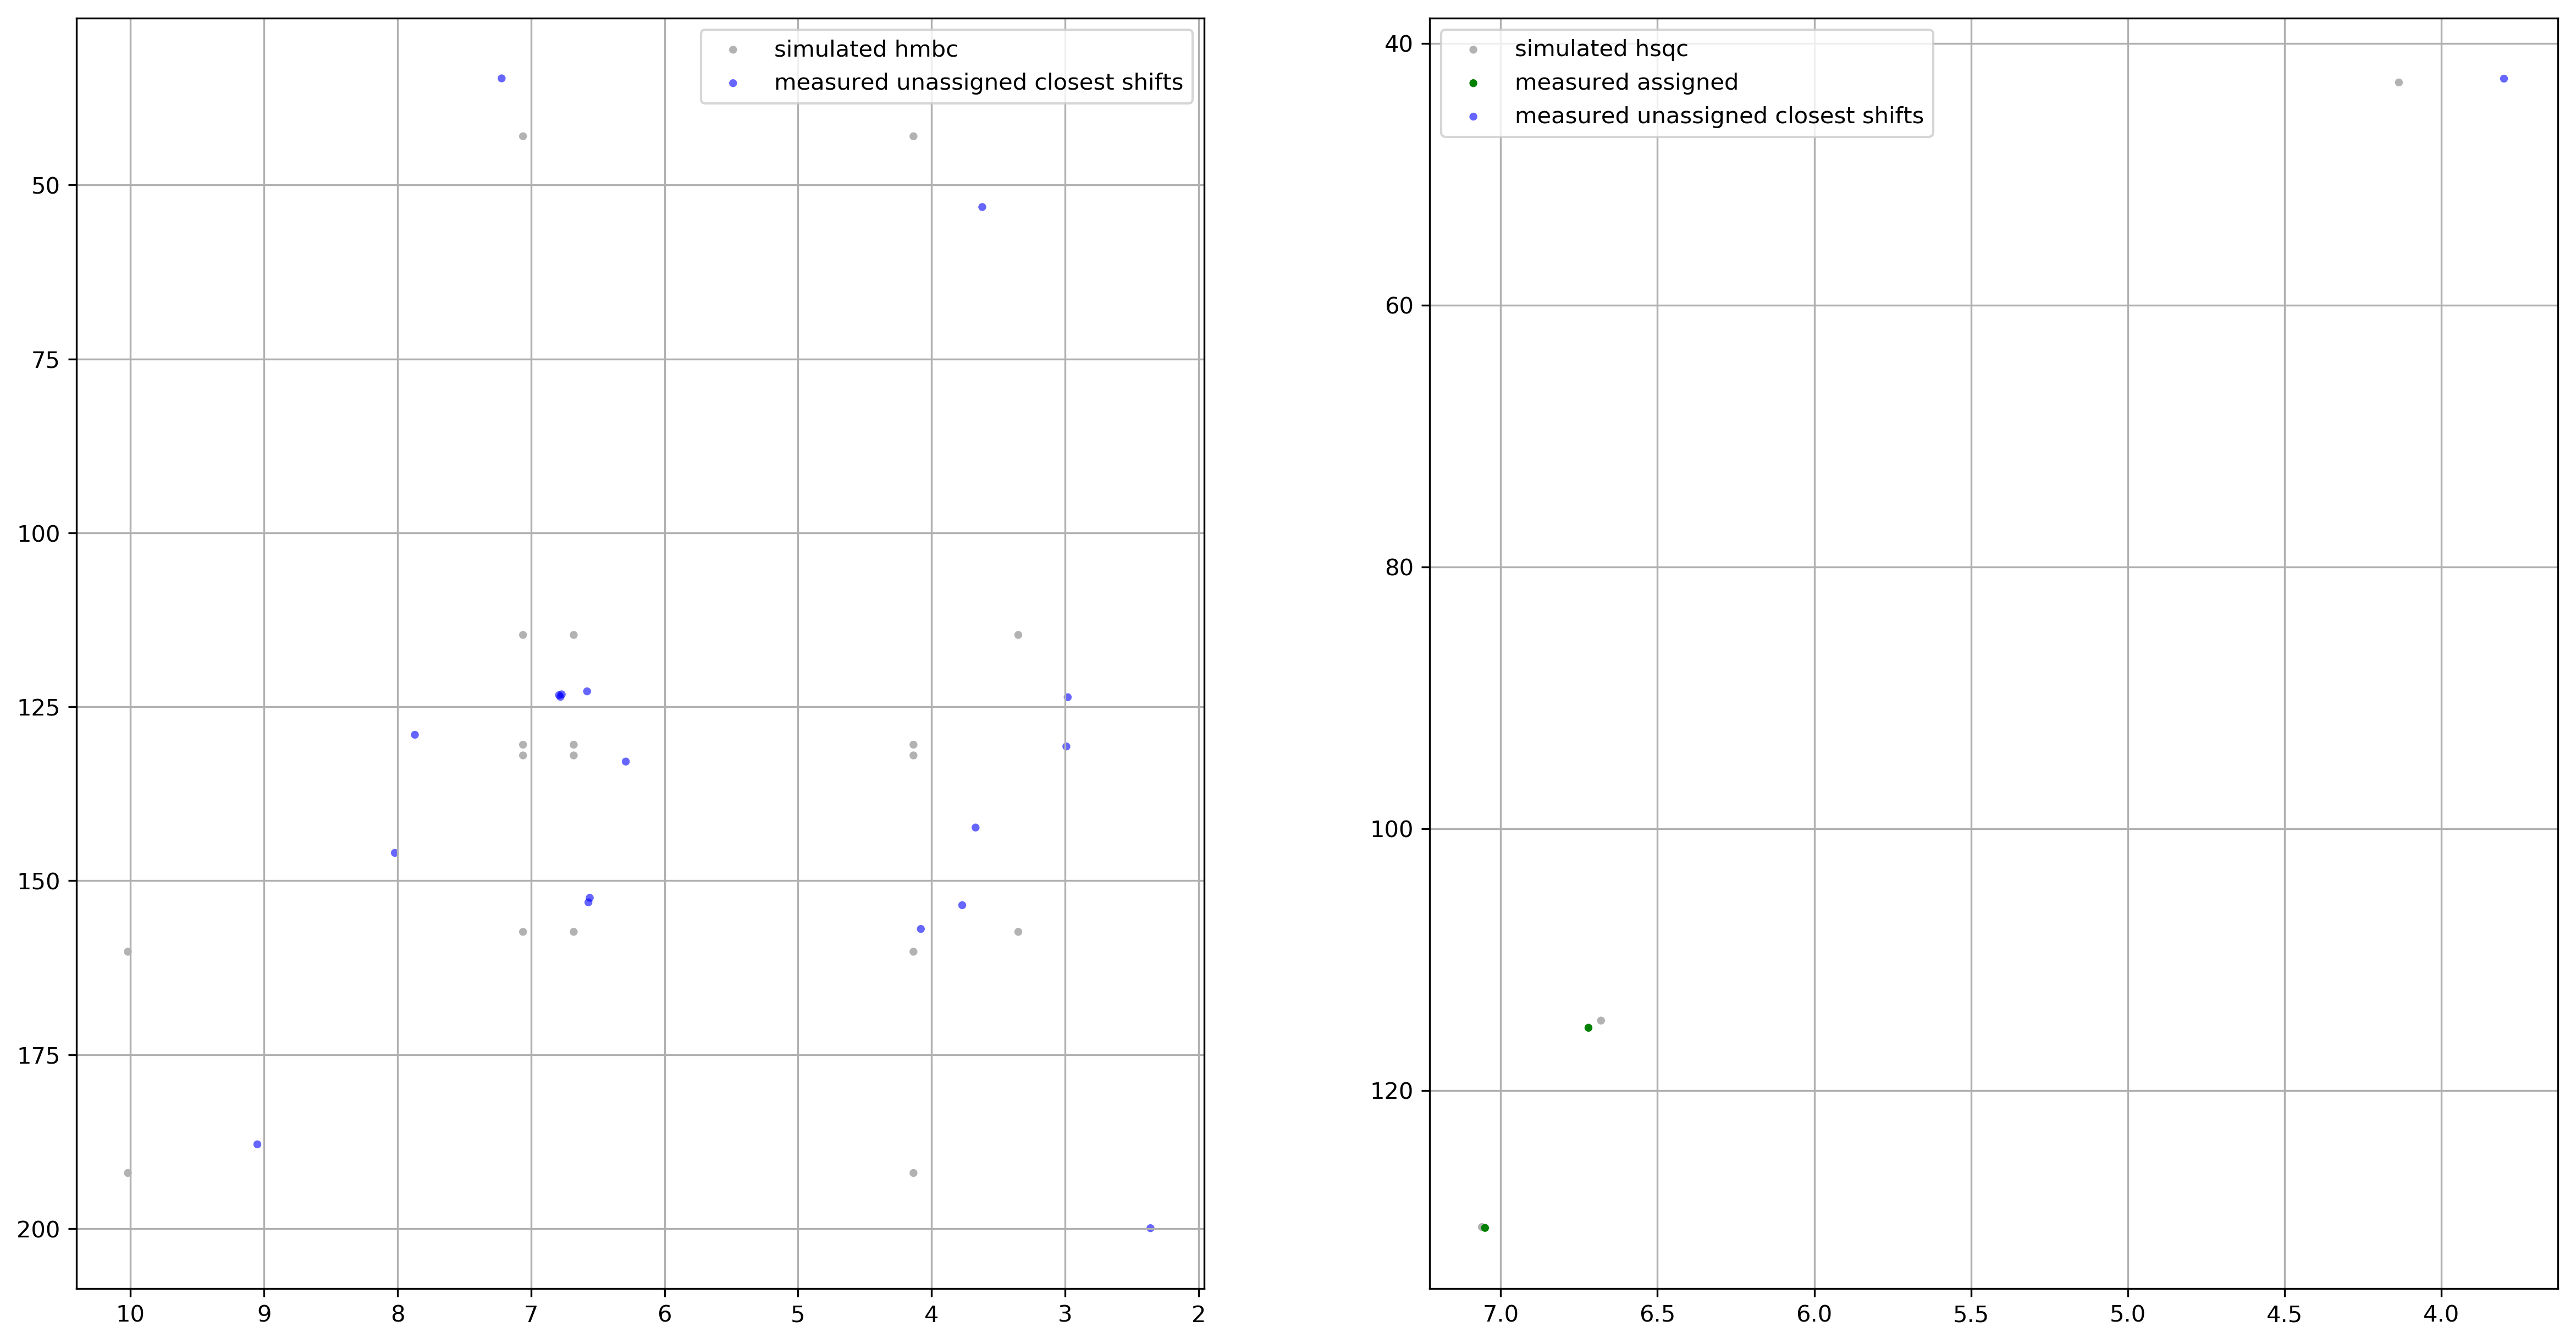 simulated hmbc
measured unassigned closest shifts
50
75
100
125
150
175
200
10 9 8 7 6 5 4 3 2
simulated hsqc
measured assigned
measured unassigned closest shifts
40
60
80
100
120
7.0 6.5 6.0 5.5 5.0 4.5 4.0